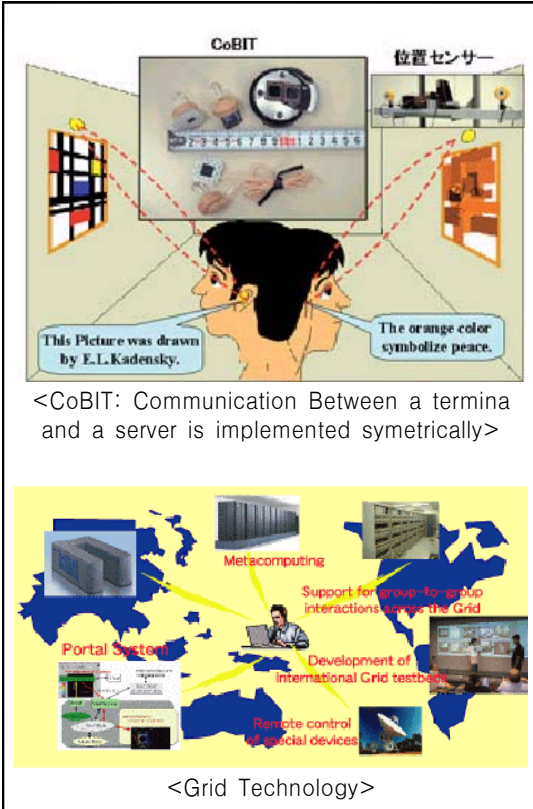 CoBIT
位置センサー
This Picture was drawn
by E.L.Kadensky.
The orange color
symbolize peace.
<CoBIT: Communication Between a termina
and a server is implemented symetrically>
Metacomputing
Support for group-to-group
interactions across the Grid
Portal System
Development of
international Grid testbeds
Remote control
of special devices
<Grid Technology>